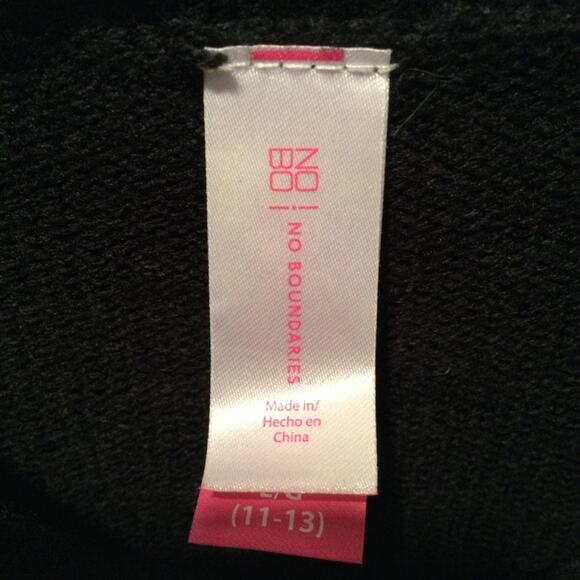 NO
BO
NO BOUNDARIES
Made in/
Hecho en
China
L/G
(11-13)